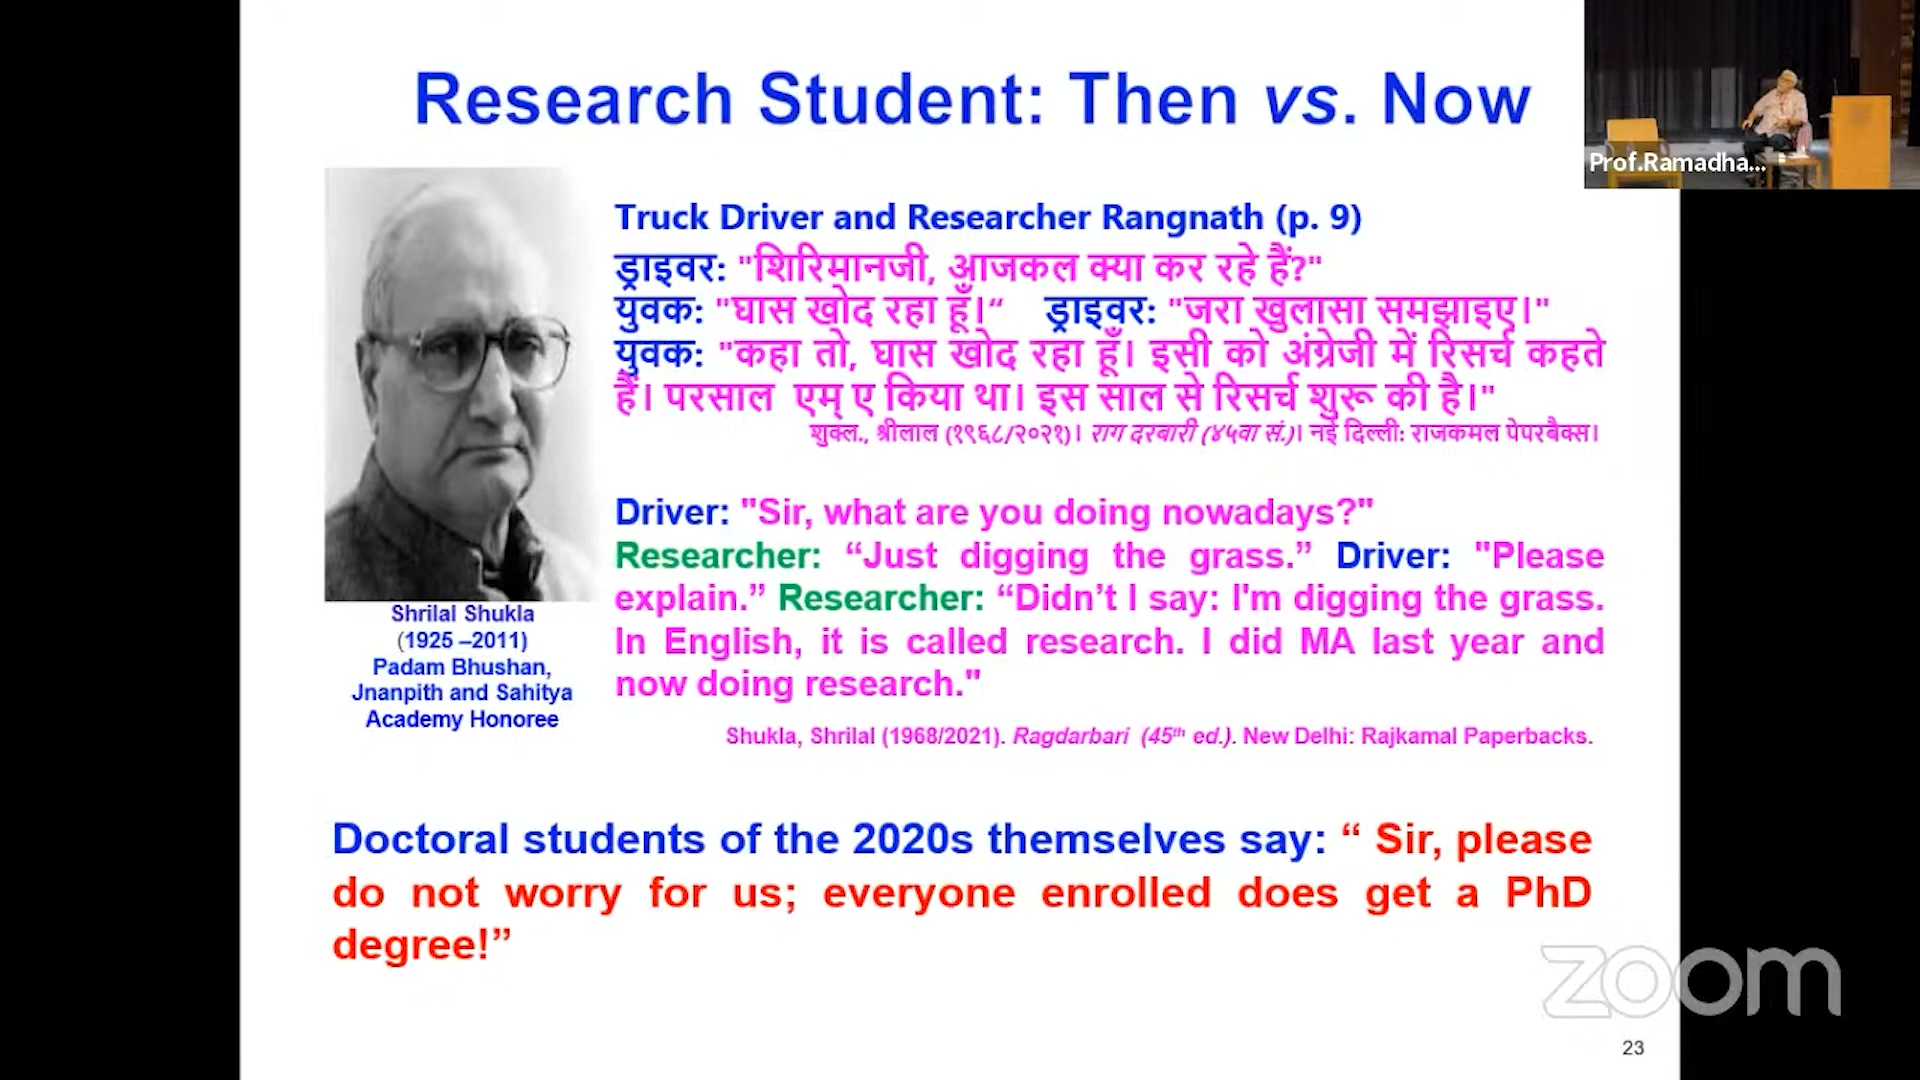 Research Student: Then vs. Now
Prof.Ramadha...
Truck Driver and Researcher Rangnath (p. 9)
ड्राइवर: "शिरिमानजी, आजकल क्या कर रहे हैं?"
युवक: "घास खोद रहा हूँ।“ ड्राइवर: "जरा खुलासा समझाइए।"
युवक: "कहा तो, घास खोद रहा हूँ। इसी को अंग्रेजी में रिसर्च कहते
हैं। परसाल एम् ए किया था। इस साल से रिसर्च शुरू की है।"
शुक्ल., श्रीलाल (१९६८/२०२१)। राग दरबारी (४५वा सं.)। नई दिल्ली: राजकमल पेपरबैक्स।
Driver: "Sir, what are you doing nowadays?"
Researcher: “Just digging the grass.” Driver: "Please
explain.” Researcher: “Didn’t I say: I'm digging the grass.
In English, it is called research. I did MA last year and
now doing research."
Shukla, Shrilal (1968/2021). Ragdarbari (45th ed.). New Delhi: Rajkamal Paperbacks.
Shrilal Shukla
(1925 –2011)
Padam Bhushan,
Jnanpith and Sahitya
Academy Honoree
Doctoral students of the 2020s themselves say: “ Sir, please
do not worry for us; everyone enrolled does get a PhD
degree!”
zoom
23